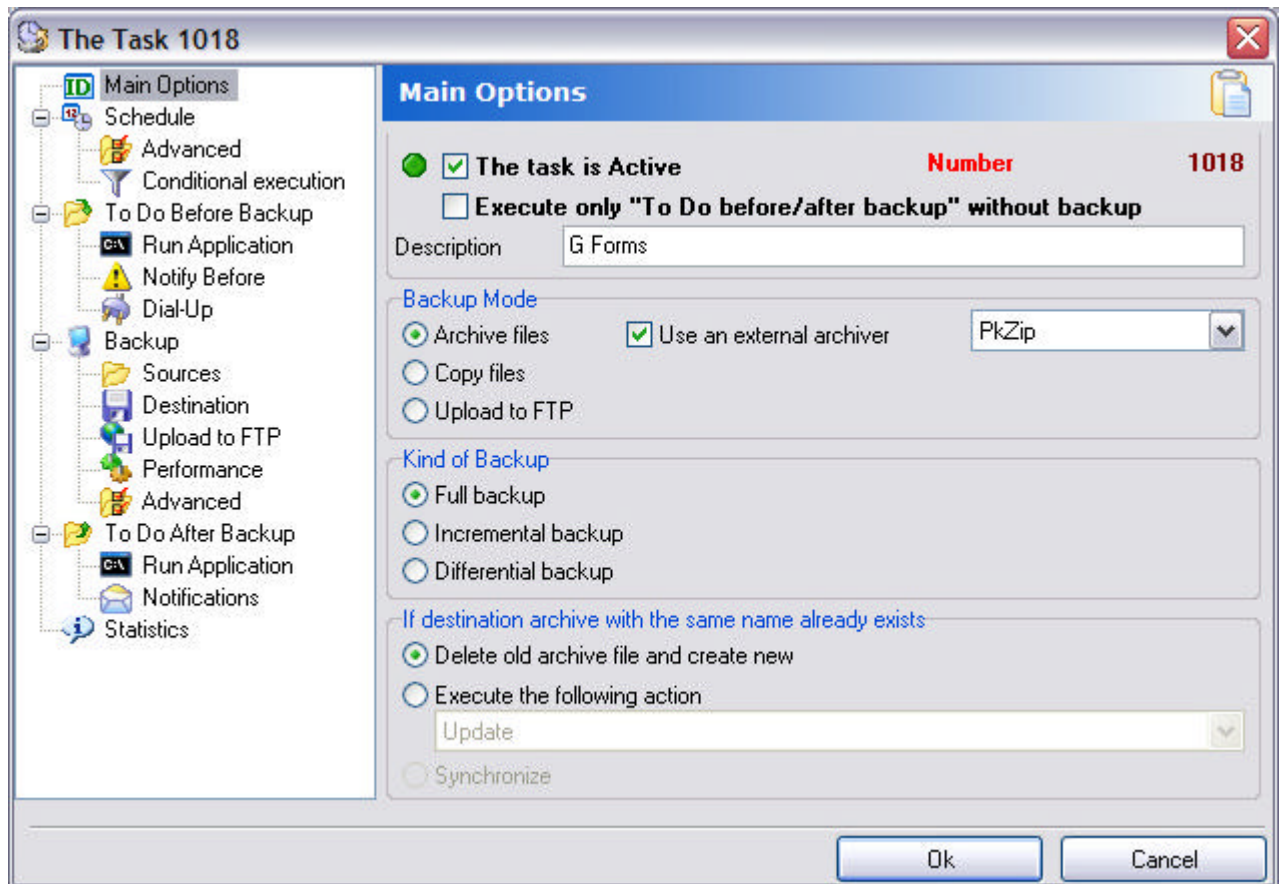 The Task 1018
Main Options
Schedule
Advanced
Conditional execution
To Do Before Backup
Run Application
Notify Before
Dial-Up
Backup
Sources
Destination
Upload to FTP
Performance
Advanced
To Do After Backup
Run Application
Notifications
Statistics
Main Options
The task is Active Number 1018
Execute only "To Do before/after backup" without backup
Description G Forms
Backup Mode
Archive files Use an external archiver PkZip
Copy files
Upload to FTP
Kind of Backup
Full backup
Incremental backup
Differential backup
If destination archive with the same name already exists
Delete old archive file and create new
Execute the following action
Update
Synchronize
Ok Cancel